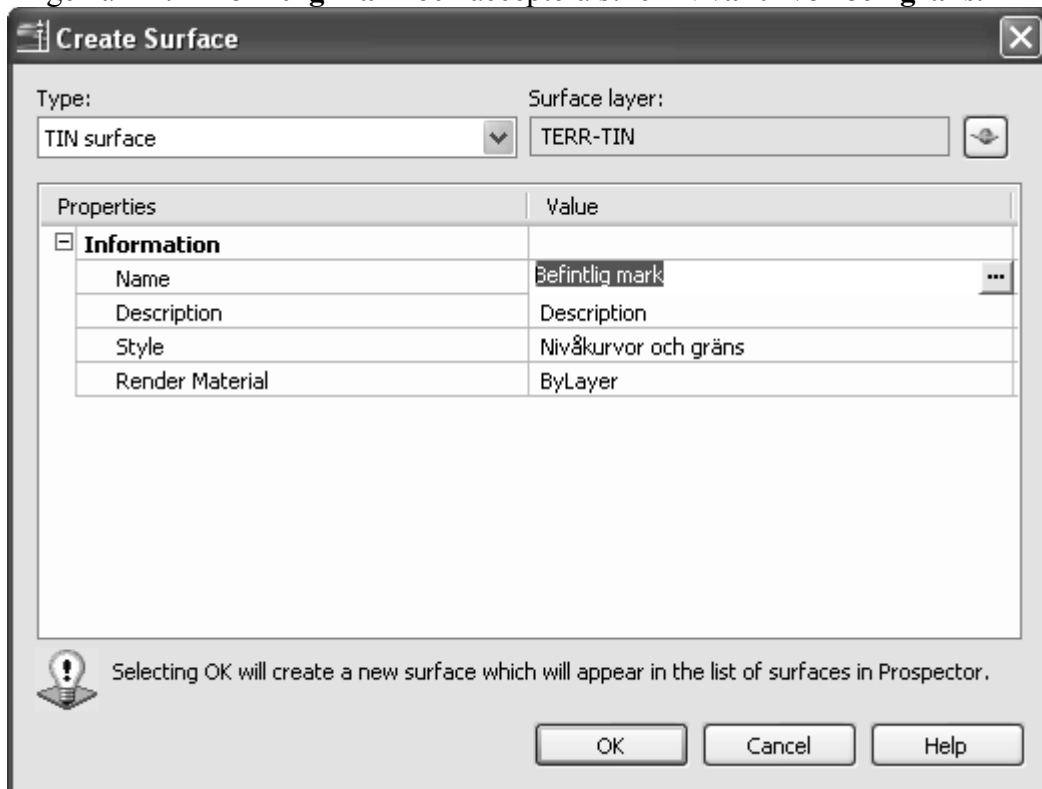 Create Surface
Type:
Surface layer:
TIN surface
TERR-TIN
Properties
Value
Information
Name
Befintlig mark
...
Description
Description
Style
Nivåkurvor och gräns
Render Material
ByLayer
Selecting OK will create a new surface which will appear in the list of surfaces in Prospector.
OK
Cancel
Help